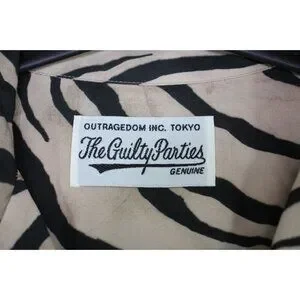 OUTRAGEDOM INC. TOKYO
The Guilty Parties
GENUINE